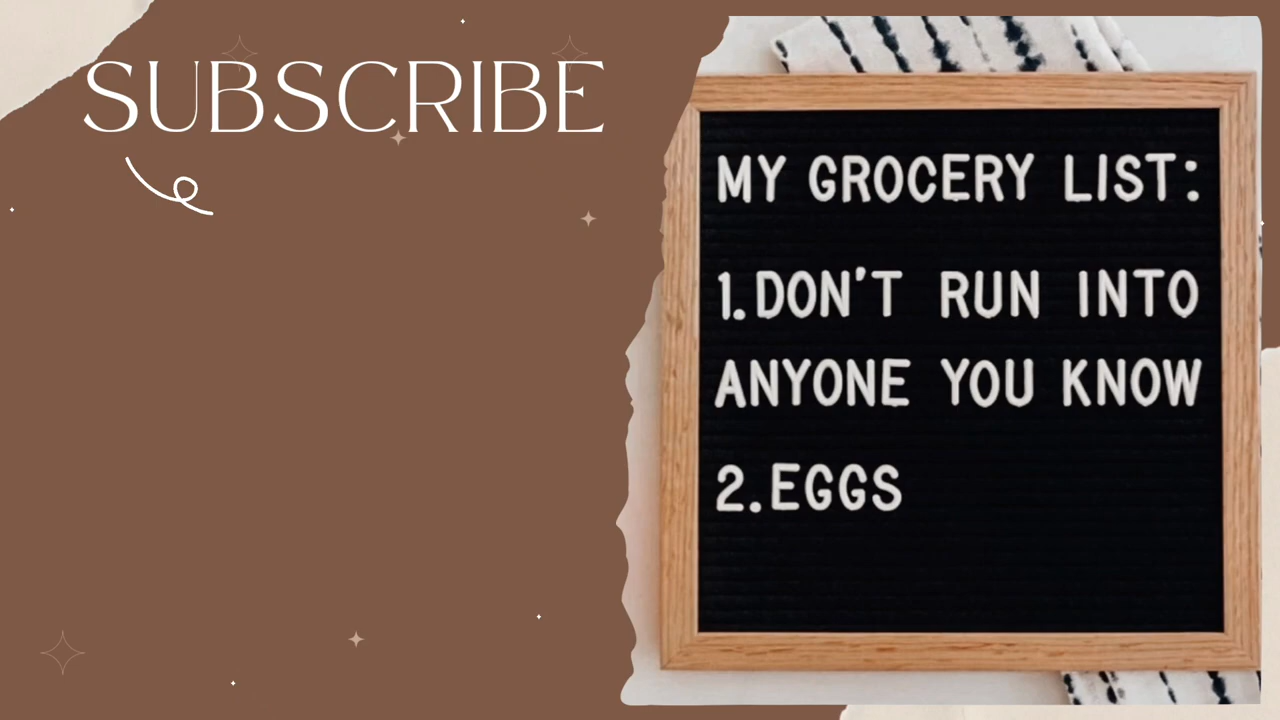 SUBSCRIBE
MY GROCERY LIST:
1.DON'T RUN INTO
ANYONE YOU KNOW
2.EGGS